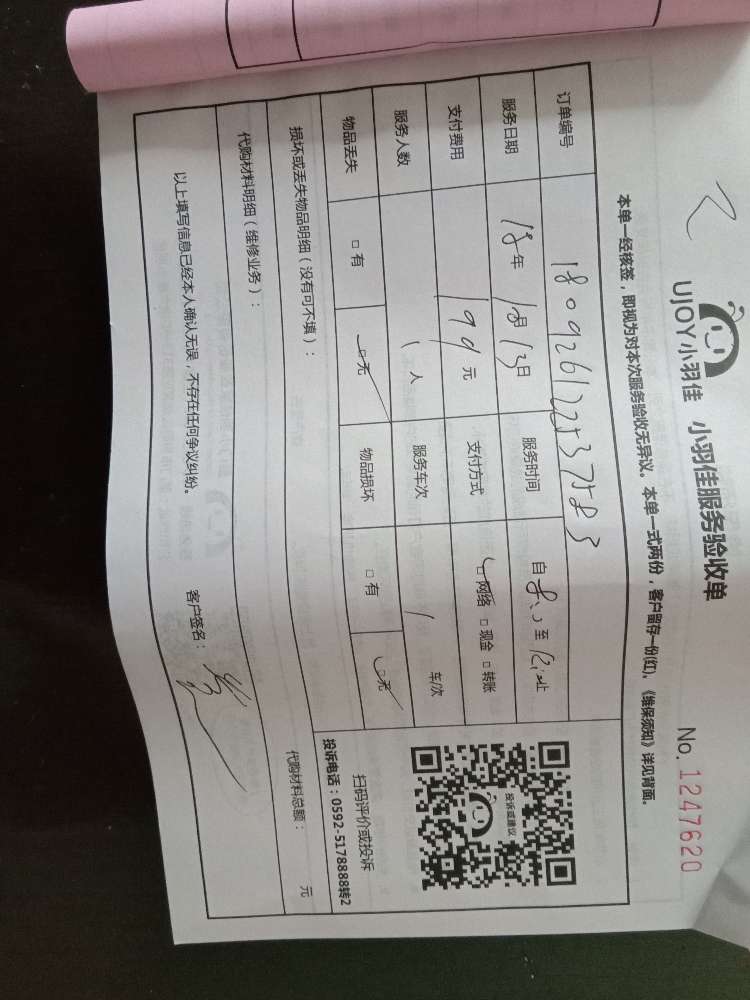 UJOY小羽佳 小羽佳服务验收单
No. 1247620
本单一经核签，即视为对本次服务验收无异议。本单一式两份，客户留存一份(红)，《维保须知》详见背面。
订单编号
服务日期 18年10月13日 服务时间 自 至 止
支付费用 199元 支付方式 □网络 □现金 □转账
服务人数 1人 服务车次 1 车/次
物品丢失 □有 □无 物品损坏 □有 □无
投诉或建议
扫码评价或投诉
投诉电话：0592-5178888转2
损坏或丢失物品明细（没有可不填）：
代购材料明细（维修业务）： 代购材料总额： 元
以上填写信息已经本人确认无误，不存在任何争议纠纷。 客户签名：